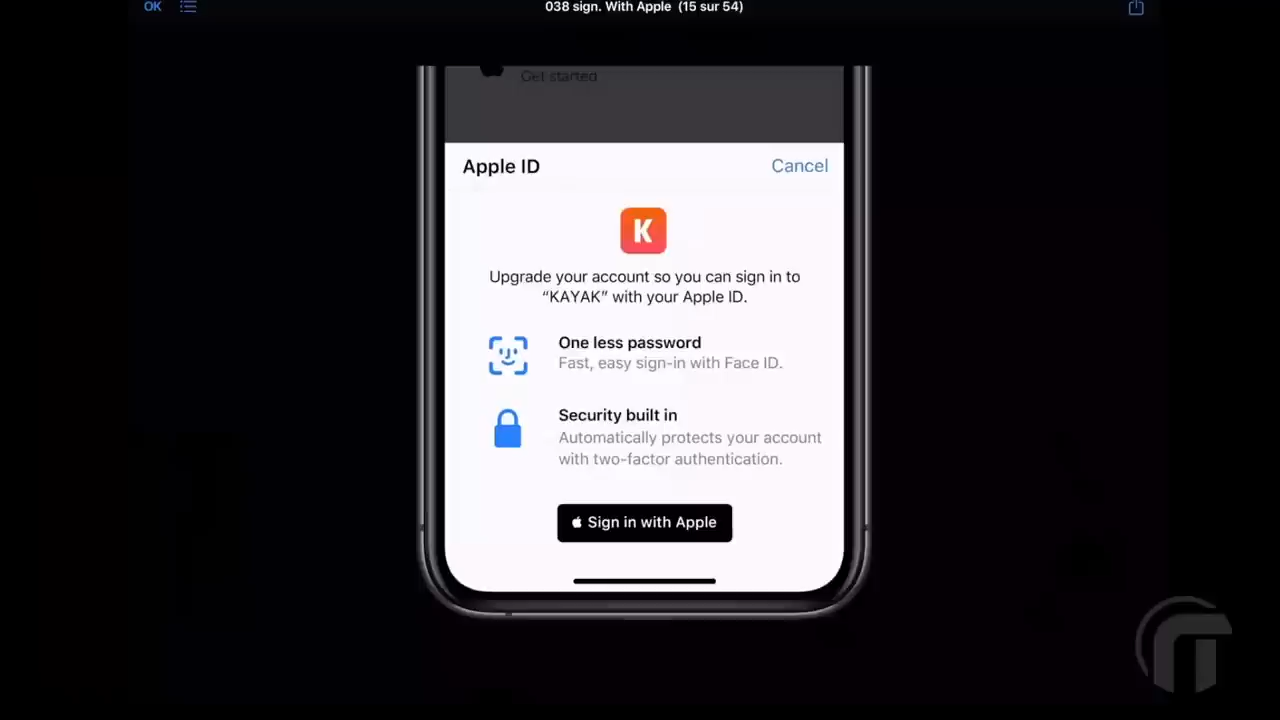 OK
038 sign. With Apple (15 sur 54)
Get started
Apple ID
Cancel
K
Upgrade your account so you can sign in to
“KAYAK” with your Apple ID.
One less password
Fast, easy sign-in with Face ID.
Security built in
Automatically protects your account
with two-factor authentication.
Sign in with Apple